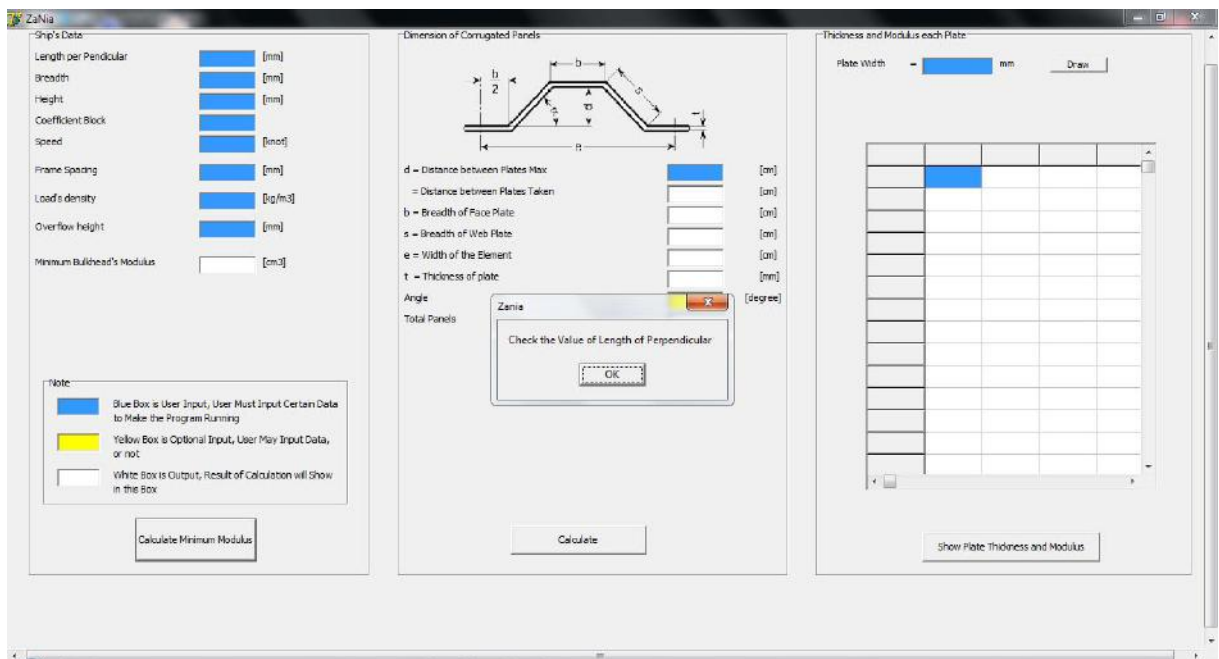 ZaNia
Ship's Data
Length per Pendicular [mm]
Breadth [mm]
Height [mm]
Coefficient Block
Speed [knot]
Frame Spacing [mm]
Load's density [kg/m3]
Overflow height [mm]
Minimum Bulkhead's Modulus [cm3]
Note
Blue Box is User Input, User Must Input Certain Data
to Make the Program Running
Yellow Box is Optional Input, User May Input Data,
or not
White Box is Output, Result of Calculation will Show
in this Box
Calculate Minimum Modulus
Dimension of Corrugated Panels
b
b
2
s
d
α
t
e
d = Distance between Plates Max [cm]
= Distance between Plates Taken [cm]
b = Breadth of Face Plate [cm]
s = Breadth of Web Plate [cm]
e = Width of the Element [cm]
t = Thickness of plate [mm]
Angle [degree]
Total Panels
Zania
Check the Value of Length of Perpendicular
OK
Calculate
Thickness and Modulus each Plate
Plate Width = mm Draw
Show Plate Thickness and Modulus